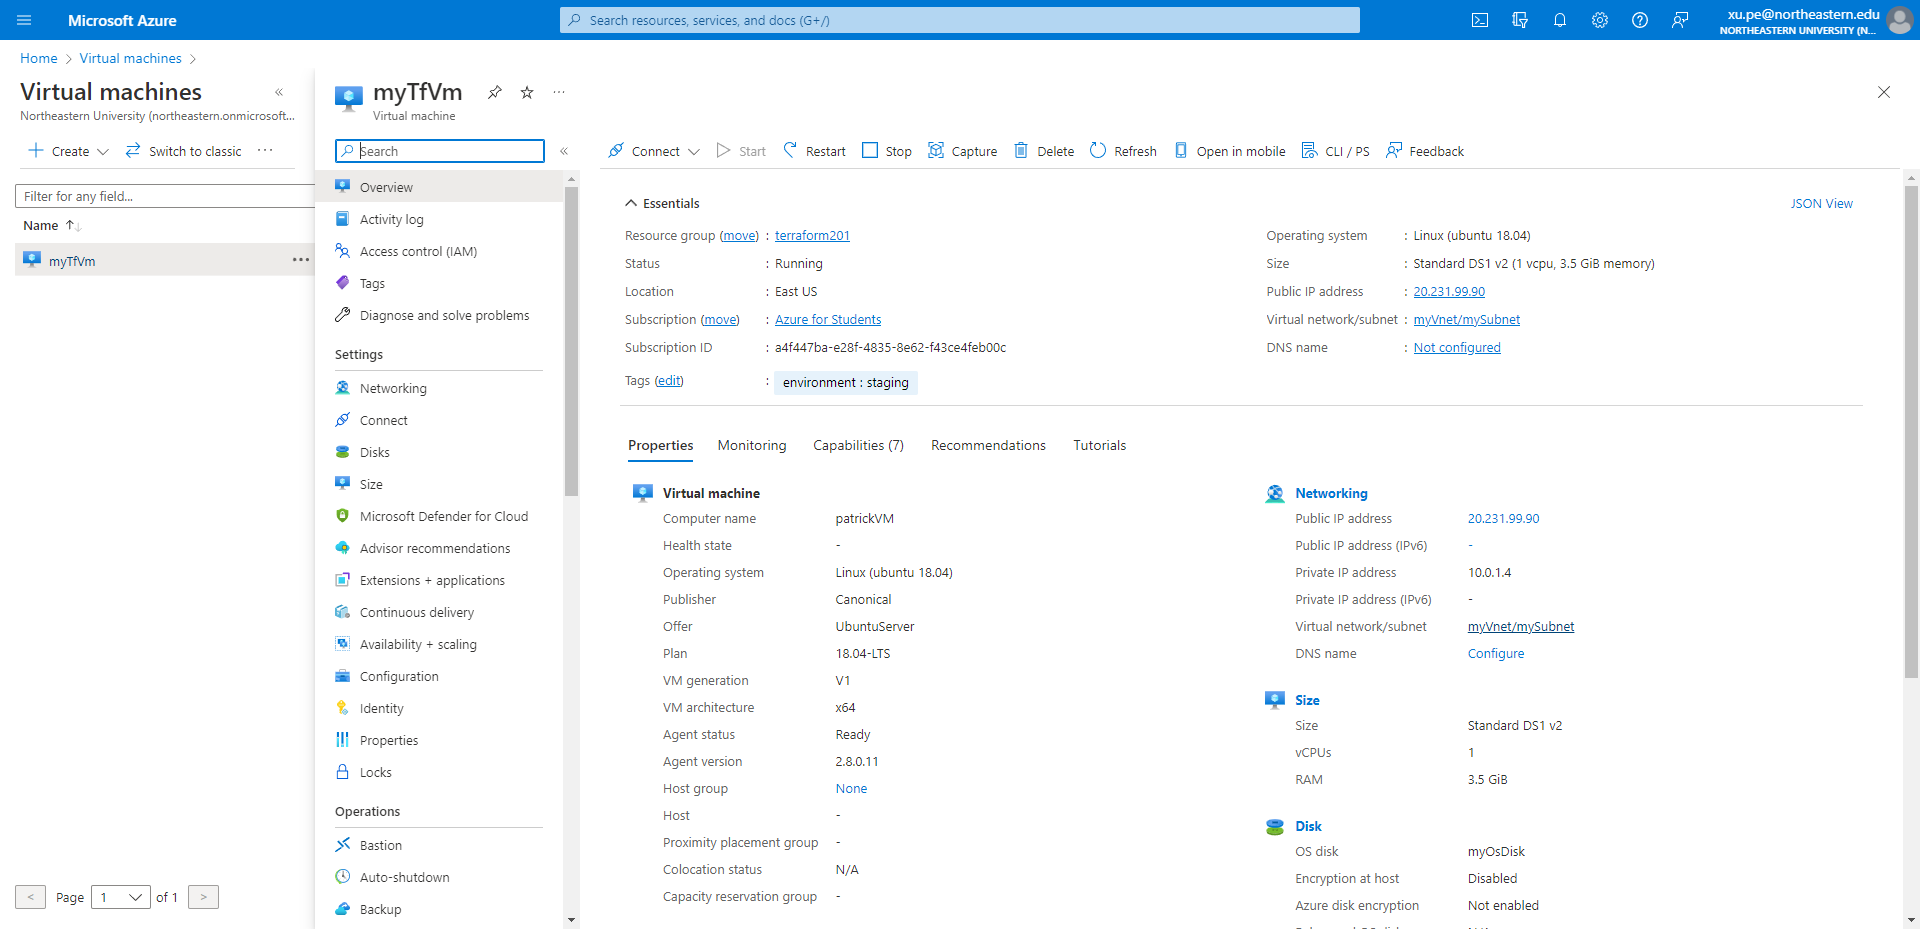 Microsoft Azure
Search resources, services, and docs (G+/)
xu.pe@northeastern.edu
NORTHEASTERN UNIVERSITY (N...
Home > Virtual machines >
Virtual machines
Northeastern University (northeastern.onmicrosoft...
Create
Switch to classic
Filter for any field...
Name
myTfVm
< Page 1 of 1 >
myTfVm
Virtual machine
Search
Overview
Activity log
Access control (IAM)
Tags
Diagnose and solve problems
Settings
Networking
Connect
Disks
Size
Microsoft Defender for Cloud
Advisor recommendations
Extensions + applications
Continuous delivery
Availability + scaling
Configuration
Identity
Properties
Locks
Operations
Bastion
Auto-shutdown
Backup
Connect Start Restart Stop Capture Delete Refresh Open in mobile CLI / PS Feedback
Essentials
JSON View
Resource group (move) : terraform201
Status : Running
Location : East US
Subscription (move) : Azure for Students
Subscription ID : a4f447ba-e28f-4835-8e62-f43ce4feb00c
Tags (edit) : environment : staging
Operating system : Linux (ubuntu 18.04)
Size : Standard DS1 v2 (1 vcpu, 3.5 GiB memory)
Public IP address : 20.231.99.90
Virtual network/subnet : myVnet/mySubnet
DNS name : Not configured
Properties Monitoring Capabilities (7) Recommendations Tutorials
Virtual machine
Computer name patrickVM
Health state -
Operating system Linux (ubuntu 18.04)
Publisher Canonical
Offer UbuntuServer
Plan 18.04-LTS
VM generation V1
VM architecture x64
Agent status Ready
Agent version 2.8.0.11
Host group None
Host -
Proximity placement group -
Colocation status N/A
Capacity reservation group -
Networking
Public IP address 20.231.99.90
Public IP address (IPv6) -
Private IP address 10.0.1.4
Private IP address (IPv6) -
Virtual network/subnet myVnet/mySubnet
DNS name Configure
Size
Size Standard DS1 v2
vCPUs 1
RAM 3.5 GiB
Disk
OS disk myOsDisk
Encryption at host Disabled
Azure disk encryption Not enabled